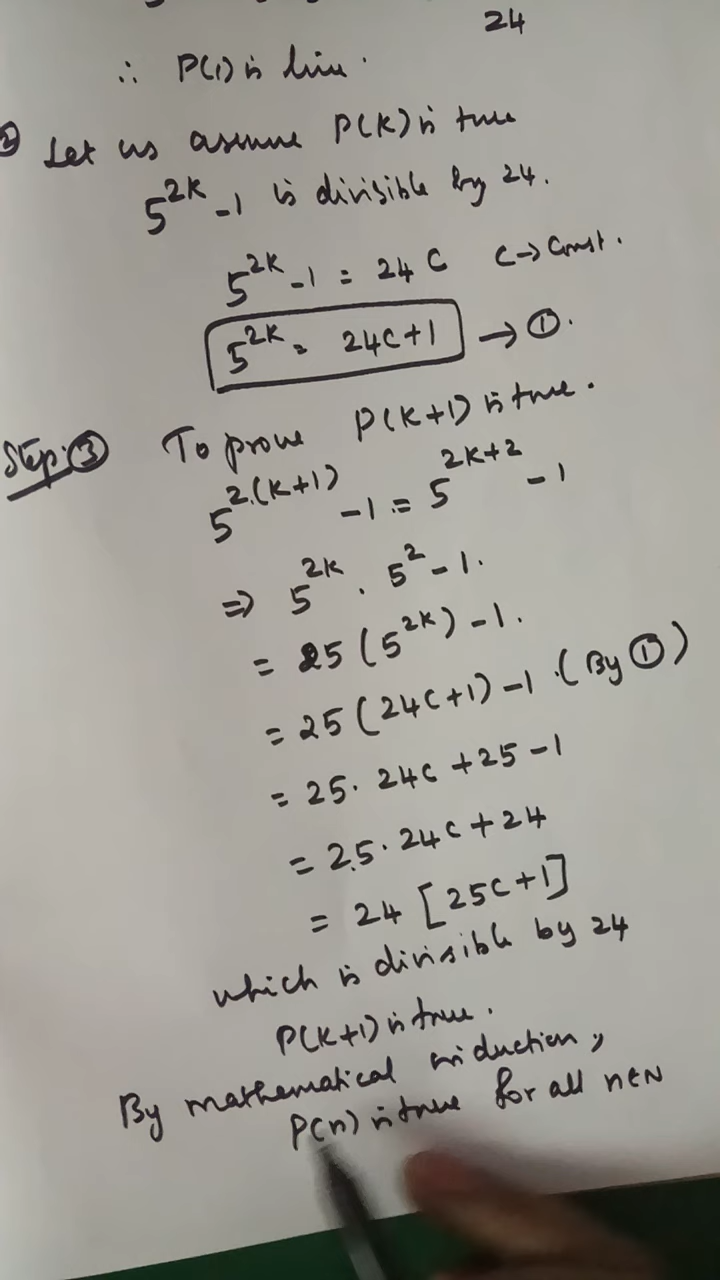 24
∴ P(1) is true.
② Let us assume P(K) is true
5^{2K} - 1 is divisible by 24.
5^{2K} - 1 = 24 C C → Const.
5^{2K} = 24C + 1 → ①.
Step:③ To prove P(K+1) is true.
5^{2.(K+1)} - 1 = 5^{2K+2} - 1
⇒ 5^{2K} . 5^2 - 1.
= 25 (5^{2K}) - 1.
= 25 (24C+1) - 1 . (By ①)
= 25. 24C + 25 - 1
= 25. 24C + 24
= 24 [25C+1]
which is divisible by 24
P(K+1) is true.
By mathematical induction,
P(n) is true for all n∈N